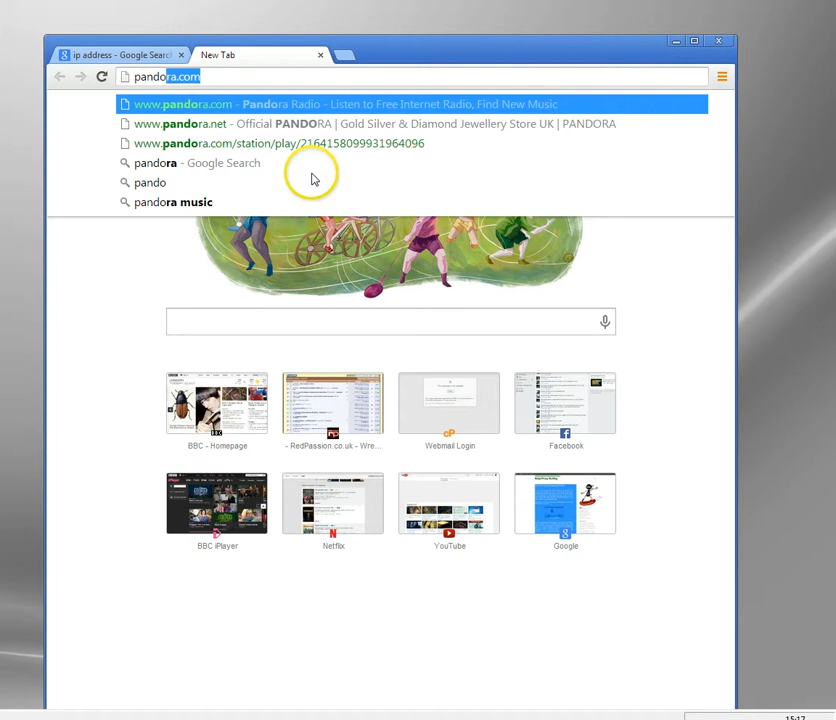 ip address - Google Searc
New Tab
pandora.com
www.pandora.com - Pandora Radio - Listen to Free Internet Radio, Find New Music
www.pandora.net - Official PANDORA | Gold Silver & Diamond Jewellery Store UK | PANDORA
www.pandora.com/station/play/2164158099931964096
pandora - Google Search
pando
pandora music
BBC - Homepage
- RedPassion.co.uk - Wre...
Webmail Login
Facebook
BBC iPlayer
Netflix
YouTube
Google
15:17